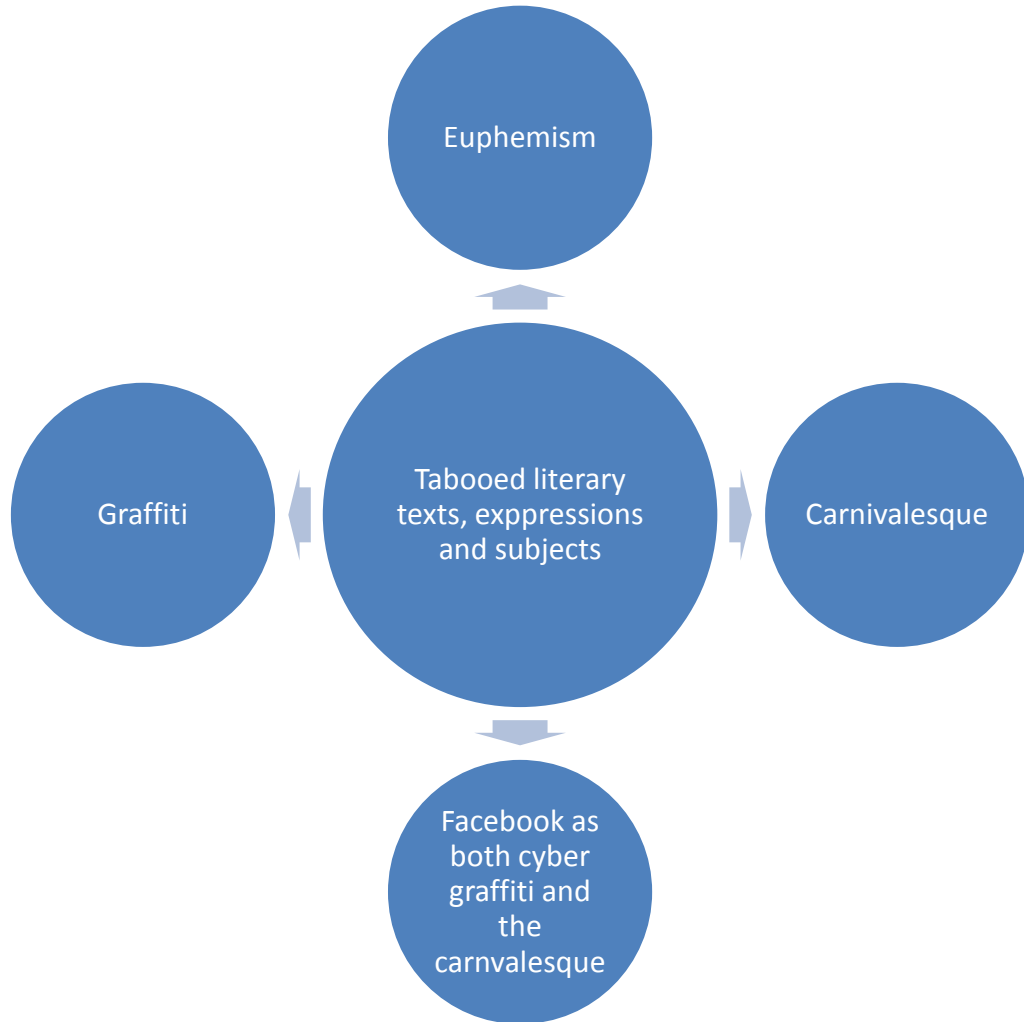 Euphemism
Graffiti
Tabooed literary
texts, exppressions
and subjects
Carnivalesque
Facebook as
both cyber
graffiti and
the
carnvalesque